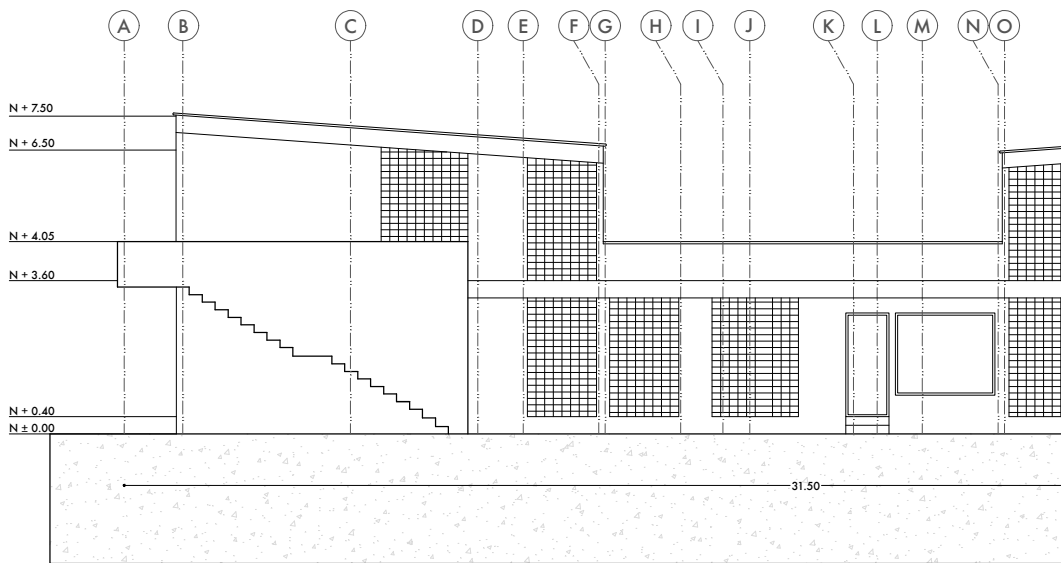 A B C D E F G H I J K L M N O
N + 7.50
N + 6.50
N + 4.05
N + 3.60
N + 0.40
N ± 0.00
31.50